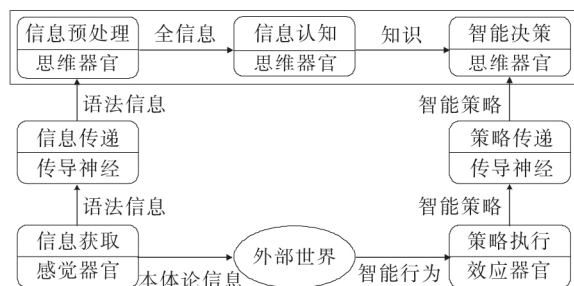 信息预处理
思维器官
全信息
信息认知
思维器官
知识
智能决策
思维器官
语法信息
智能策略
信息传递
传导神经
策略传递
传导神经
语法信息
智能策略
信息获取
感觉器官
本体论信息
外部世界
智能行为
策略执行
效应器官